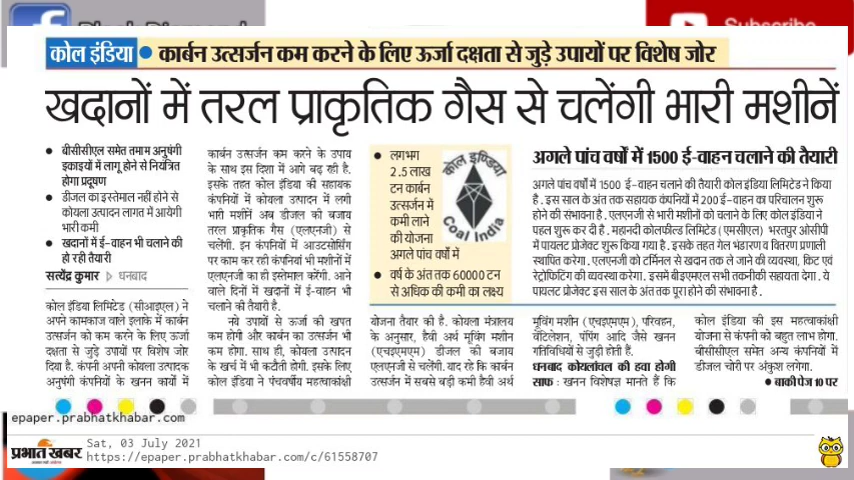 Subscribe
कोल इंडिया • कार्बन उत्सर्जन कम करने के लिए ऊर्जा दक्षता से जुड़े उपायों पर विशेष जोर
खदानों में तरल प्राकृतिक गैस से चलेंगी भारी मशीनें
• बीसीसीएल समेत तमाम अनुषंगी
इकाइयों में लागू होने से नियंत्रित
होगा प्रदूषण
• डीजल का इस्तेमाल नहीं होने से
कोयला उत्पादन लागत में आयेगी
भारी कमी
• खदानों में ई-वाहन भी चलाने की
हो रही तैयारी
सत्येंद्र कुमार ▷ धनबाद
कोल इंडिया लिमिटेड (सीआइएल) ने
अपने कामकाज वाले इलाके में कार्बन
उत्सर्जन को कम करने के लिए ऊर्जा
दक्षता से जुड़े उपायों पर विशेष जोर
दिया है. कंपनी अपनी कोयला उत्पादक
अनुषंगी कंपनियों के खनन कार्यों में
कार्बन उत्सर्जन कम करने के उपाय
के साथ इस दिशा में आगे बढ़ रही है.
इसके तहत कोल इंडिया की सहायक
कंपनियों में कोयला उत्पादन में लगी
भारी मशीनें अब डीजल की बजाय
तरल प्राकृतिक गैस (एलएनजी) से
चलेंगी. इन कंपनियों में आउटसोर्सिंग
पर काम कर रही कंपनियां भी मशीनों में
एलएनजी का ही इस्तेमाल करेंगी. आने
वाले दिनों में खदानों में ई-वाहन भी
चलाने की तैयारी है.
नये उपायों से ऊर्जा की खपत
कम होगी और कार्बन का उत्सर्जन भी
कम होगा. साथ ही, कोयला उत्पादन
के खर्च में भी कटौती होगी. इसके लिए
कोल इंडिया ने पंचवर्षीय महत्वाकांक्षी
• लगभग
2.5 लाख
टन कार्बन
उत्सर्जन में
कमी लाने
की योजना
अगले पांच वर्षों में
• वर्ष के अंत तक 60000 टन
से अधिक की कमी का लक्ष्य
कोल इण्डिया
Coal India
योजना तैयार की है. कोयला मंत्रालय
के अनुसार, हैवी अर्थ मूविंग मशीन
(एचइएमएम) डीजल की बजाय
एलएनजी से चलेंगी. याद रहे कि कार्बन
उत्सर्जन में सबसे बड़ी कमी हैवी अर्थ
अगले पांच वर्षों में 1500 ई-वाहन चलाने की तैयारी
अगले पांच वर्षों में 1500 ई-वाहन चलाने की तैयारी कोल इंडिया लिमिटेड ने किया
है. इस साल के अंत तक सहायक कंपनियों में 200 ई-वाहन का परिचालन शुरू
होने की संभावना है. एलएनजी से भारी मशीनों को चलाने के लिए कोल इंडिया ने
पहल शुरू कर दी है. महानदी कोलफील्ड लिमिटेड (एमसीएल) भरतपुर ओसीपी
में पायलट प्रोजेक्ट शुरू किया गया है. इसके तहत गेल भंडारण व वितरण प्रणाली
स्थापित करेगा. एलएनजी को टर्मिनल से खदान तक ले जाने की व्यवस्था, किट एवं
रेट्रोफिटिंग की व्यवस्था करेगा. इसमें बीइएमएल सभी तकनीकी सहायता देगा. ये
पायलट प्रोजेक्ट इस साल के अंत तक पूरा होने की संभावना है.
मूविंग मशीन (एचइएमएम), परिवहन,
वेंटिलेशन, पंपिंग आदि जैसे खनन
गतिविधियों से जुड़ी होती हैं.
धनबाद कोयलांचल की हवा होगी
साफ : खनन विशेषज्ञ मानते हैं कि
कोल इंडिया की इस महत्वाकांक्षी
योजना से कंपनी को बहुत लाभ होगा.
बीसीसीएल समेत अन्य कंपनियों में
डीजल चोरी पर अंकुश लगेगा.
• बाकी पेज 10 पर
epaper.prabhatkhabar.com
प्रभात खबर
Sat, 03 July 2021
https://epaper.prabhatkhabar.com/c/61558707